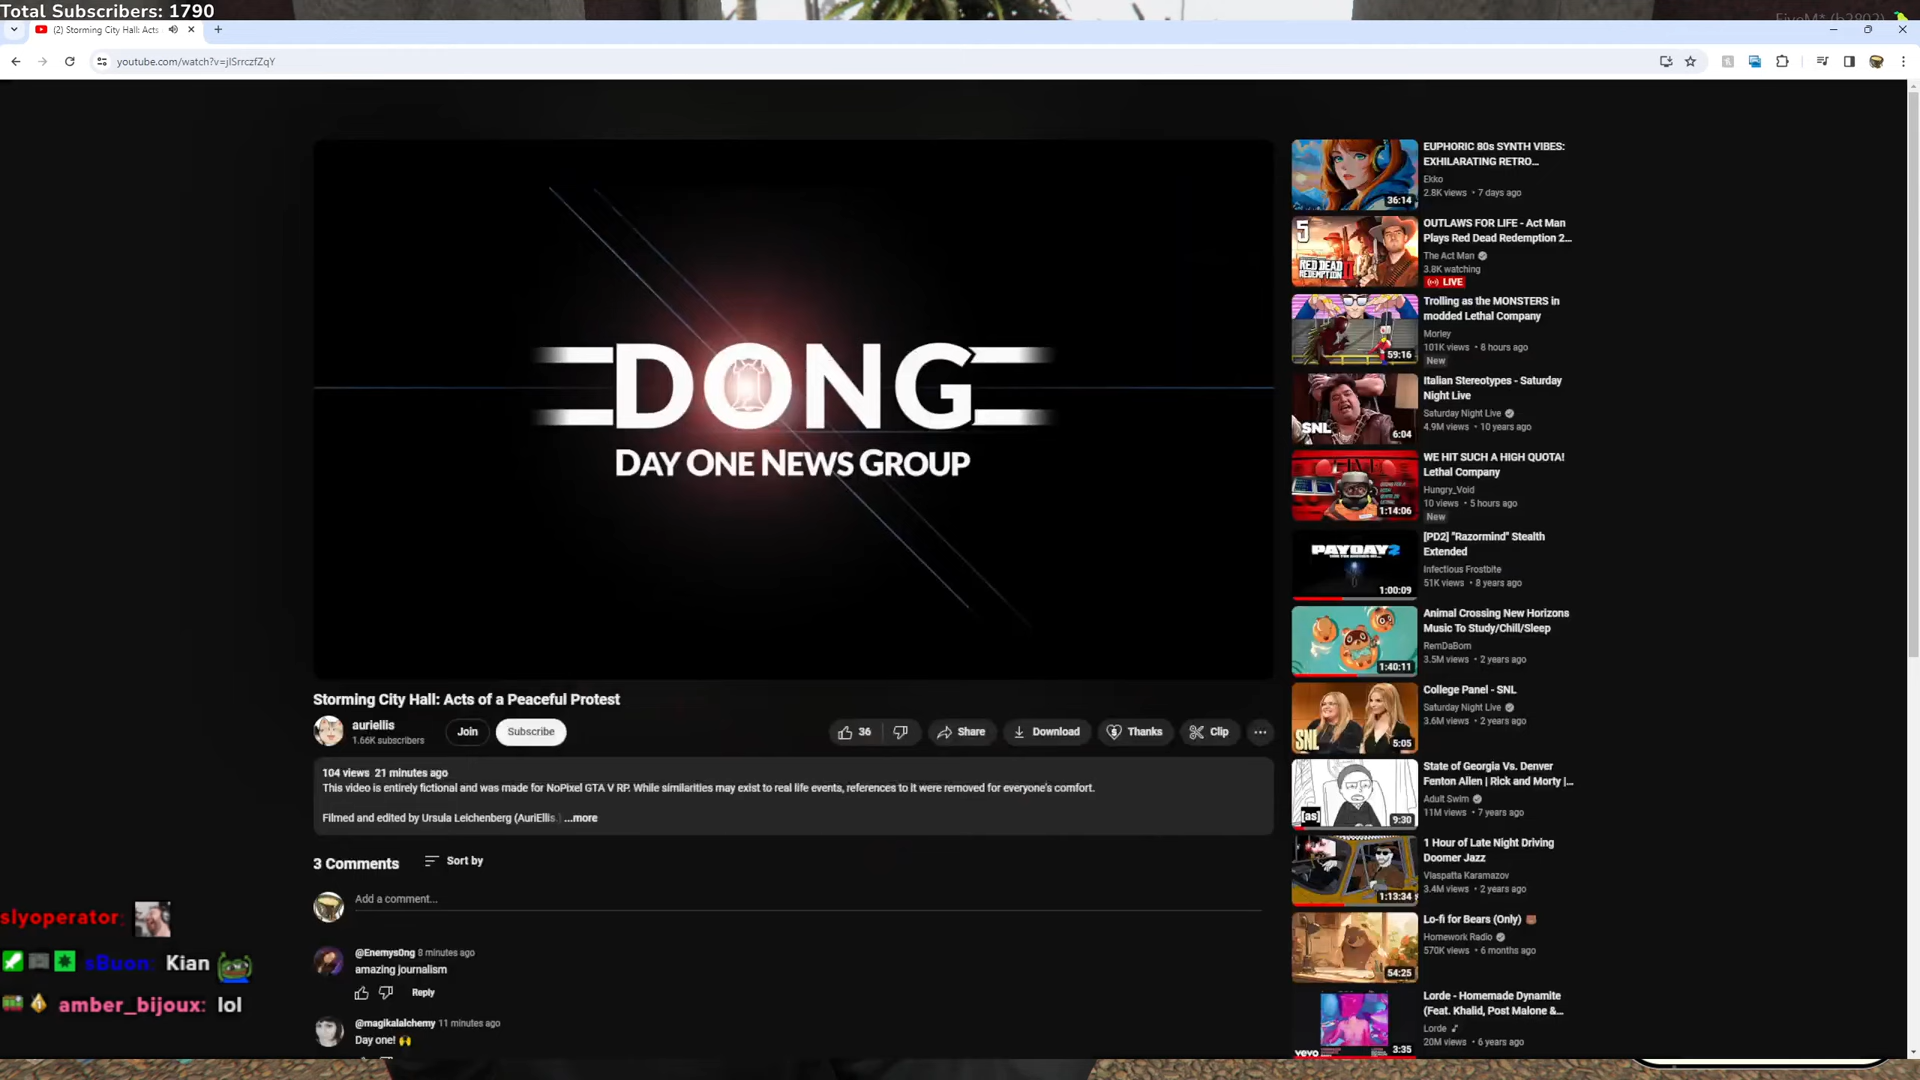 Total Subscribers: 1790
FiveM* (b2802)
(2) Storming City Hall: Acts
youtube.com/watch?v=jlSrrczfZqY
DONG
DAY ONE NEWS GROUP
Storming City Hall: Acts of a Peaceful Protest
auriellis
1.66K subscribers
Join
Subscribe
36
Share
Download
Thanks
Clip
104 views 21 minutes ago
This video is entirely fictional and was made for NoPixel GTA V RP. While similarities may exist to real life events, references to it were removed for everyone's comfort.
Filmed and edited by Ursula Leichenberg (AuriEllis. ...more
3 Comments
Sort by
Add a comment...
@Enemys0ng 8 minutes ago
amazing journalism
Reply
@magikalalchemy 11 minutes ago
Day one! 🙌
slyoperator:
sBuon: Kian
amber_bijoux: lol
36:14
EUPHORIC 80s SYNTH VIBES:
EXHILARATING RETRO...
Ekko
2.8K views • 7 days ago
5
RED DEAD
REDEMPTION II
OUTLAWS FOR LIFE - Act Man
Plays Red Dead Redemption 2...
The Act Man
3.8K watching
LIVE
59:16
Trolling as the MONSTERS in
modded Lethal Company
Morley
101K views • 8 hours ago
New
SNL
6:04
Italian Stereotypes - Saturday
Night Live
Saturday Night Live
4.9M views • 10 years ago
1:14:06
WE HIT SUCH A HIGH QUOTA!
Lethal Company
Hungry_Void
10 views • 5 hours ago
New
PAYDAY 2
1:00:09
[PD2] "Razormind" Stealth
Extended
Infectious Frostbite
51K views • 8 years ago
1:40:11
Animal Crossing New Horizons
Music To Study/Chill/Sleep
RemDaBom
3.5M views • 2 years ago
SNL
5:05
College Panel - SNL
Saturday Night Live
3.6M views • 2 years ago
[as]
9:30
State of Georgia Vs. Denver
Fenton Allen | Rick and Morty |...
Adult Swim
11M views • 7 years ago
1:13:34
1 Hour of Late Night Driving
Doomer Jazz
Vlaspatta Karamazov
3.4M views • 2 years ago
54:25
Lo-fi for Bears (Only) 🐻
Homework Radio
570K views • 6 months ago
vevo
3:35
Lorde - Homemade Dynamite
(Feat. Khalid, Post Malone &...
Lorde
20M views • 6 years ago